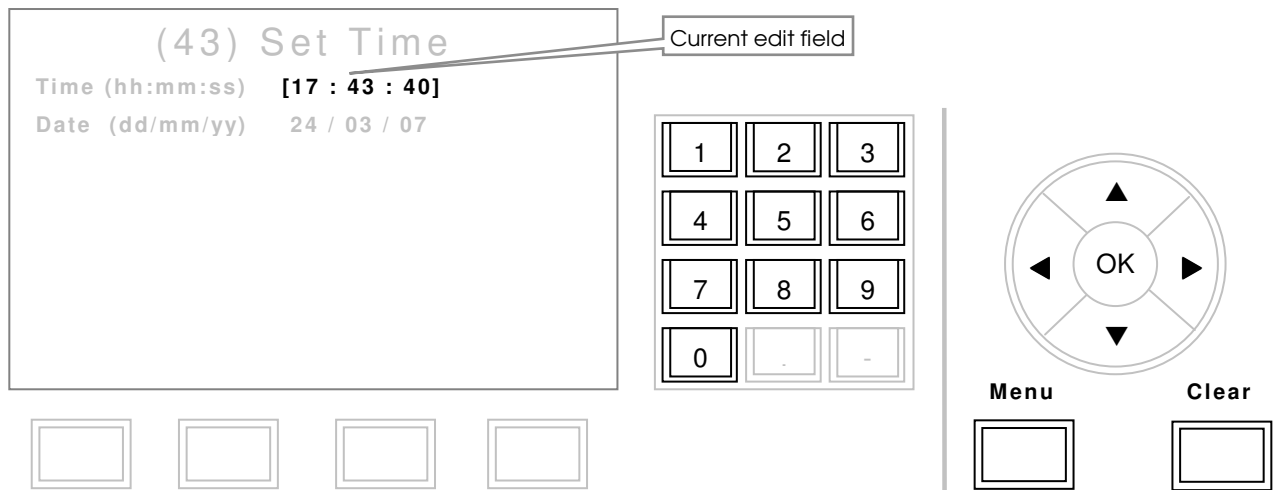 (43) Set Time
Current edit field
Time (hh:mm:ss) [17 : 43 : 40]
Date (dd/mm/yy) 24 / 03 / 07
1 2 3
4 5 6
7 8 9
0 . -
OK
Menu Clear